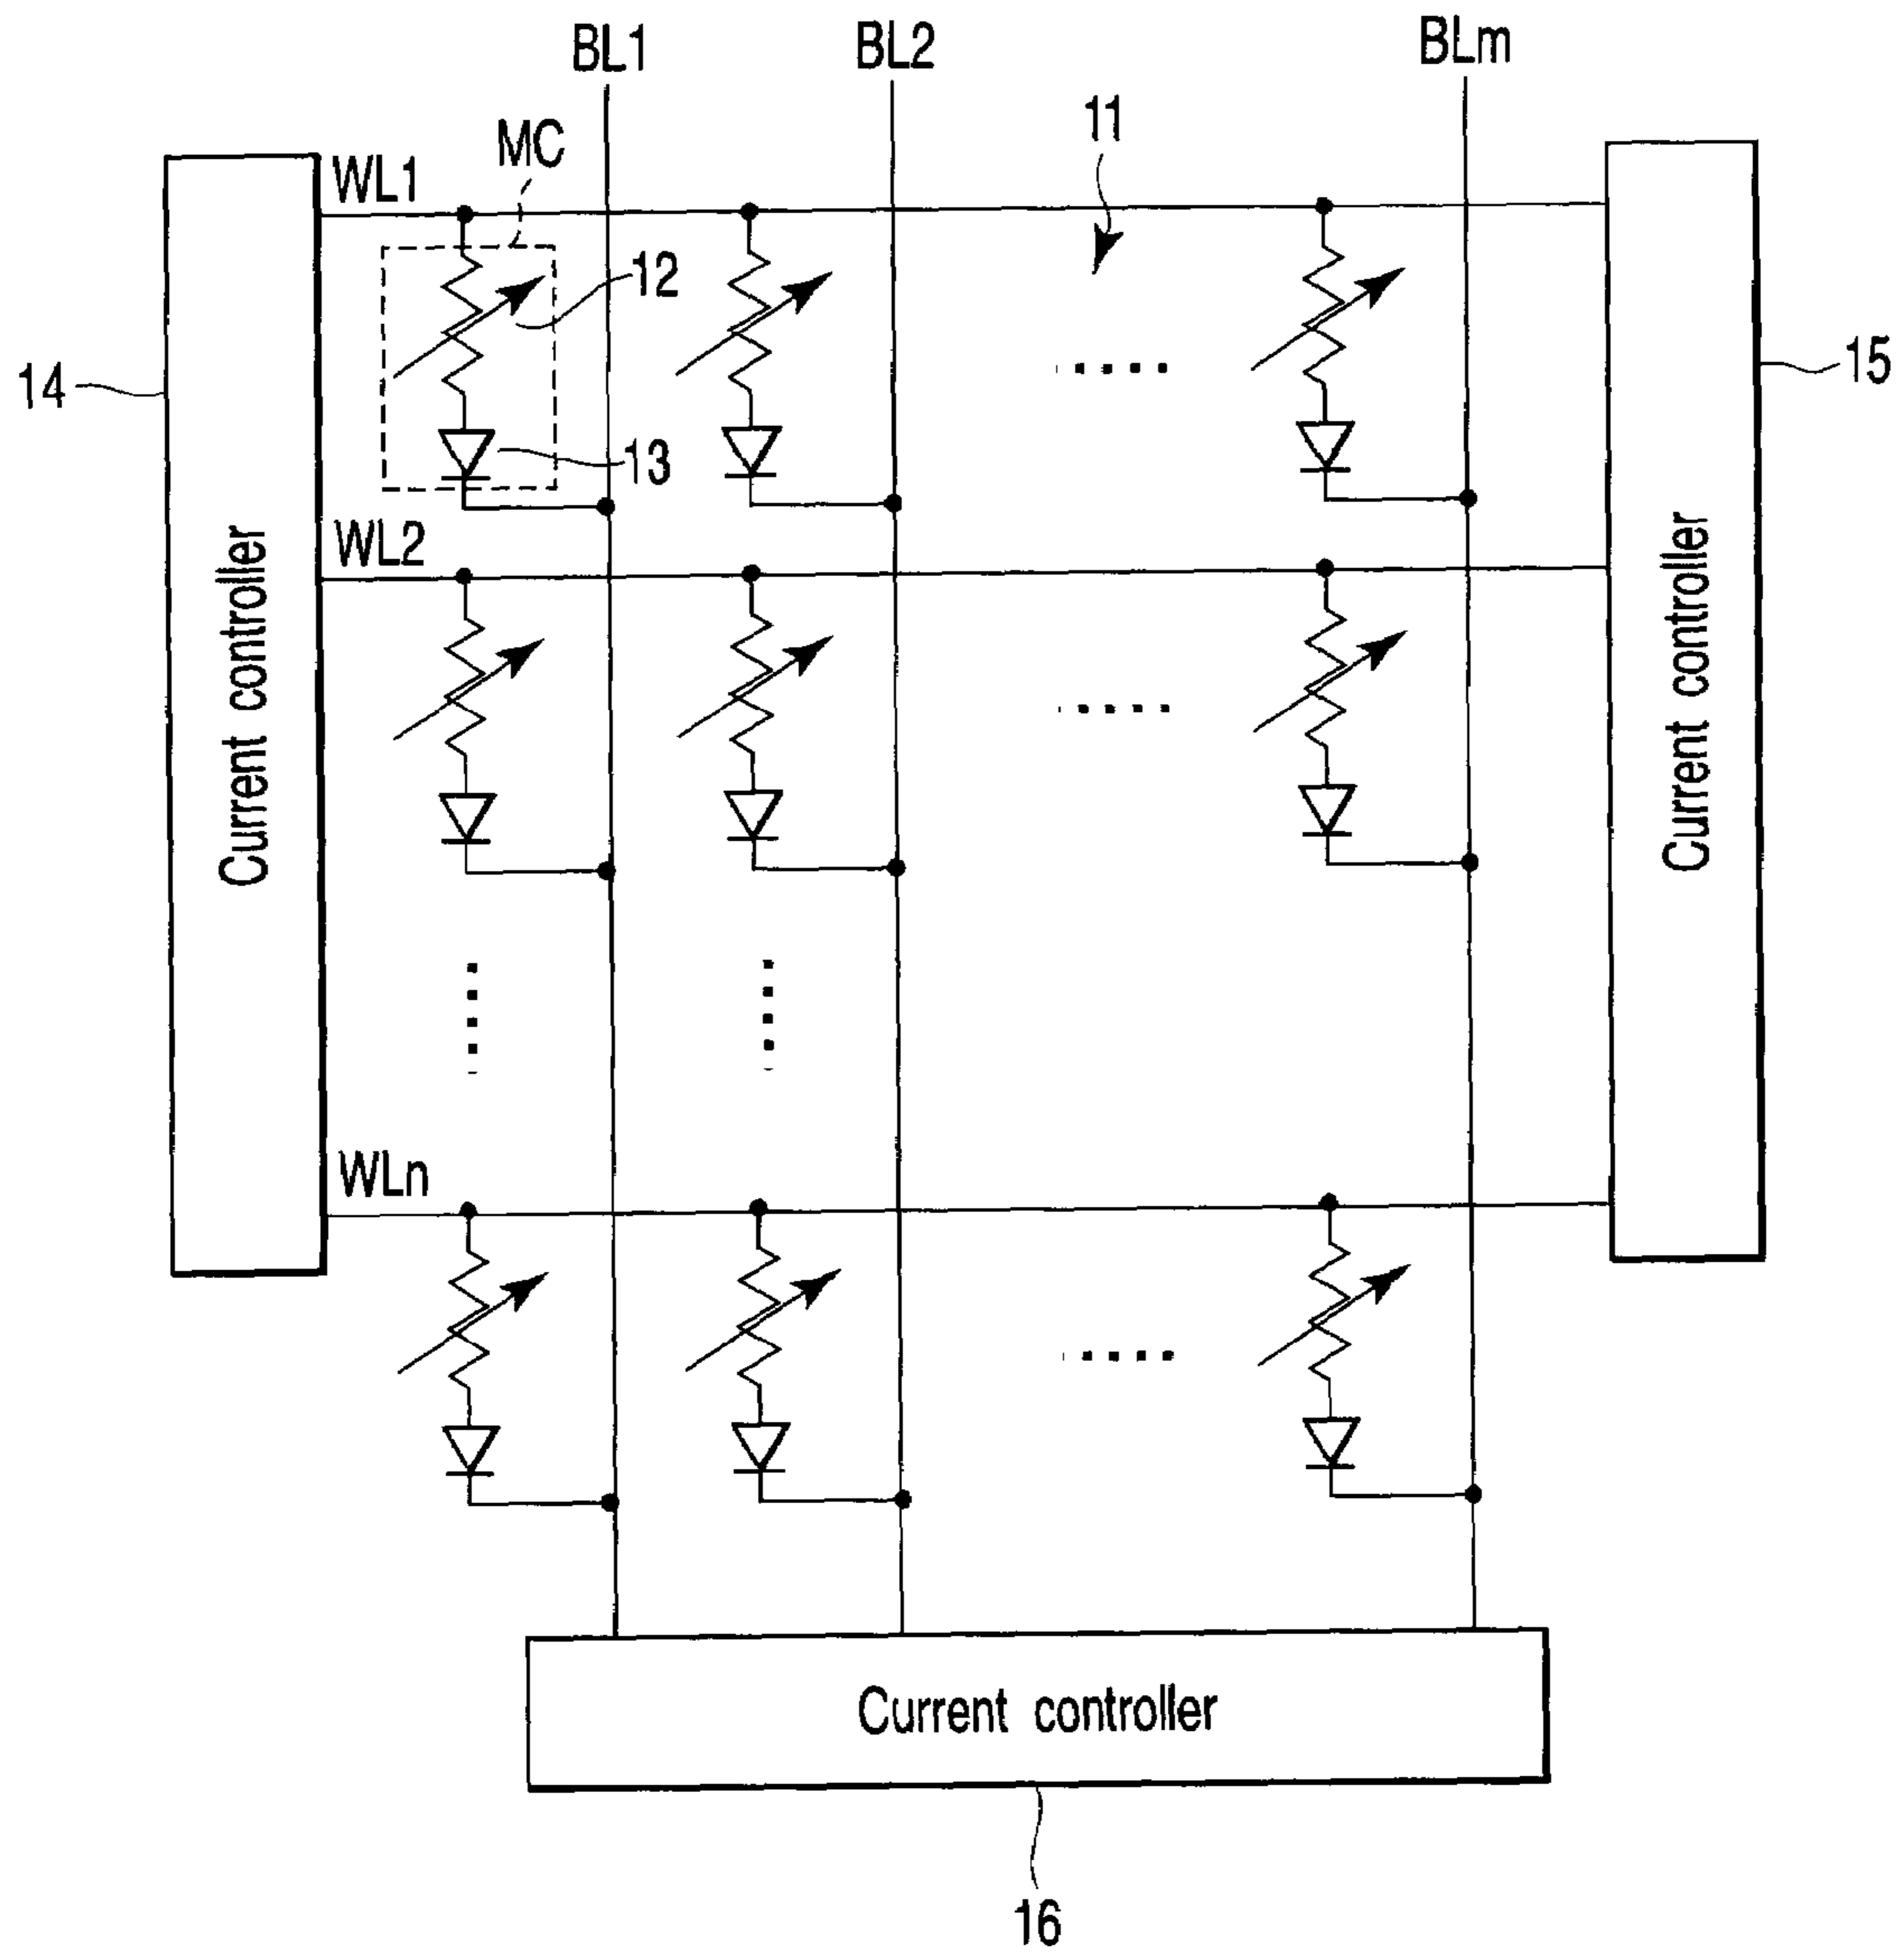 BL1
BL2
BLm
11
MC
WL1
12
14
15
13
WL2
Current controller
Current controller
WLn
Current controller
16